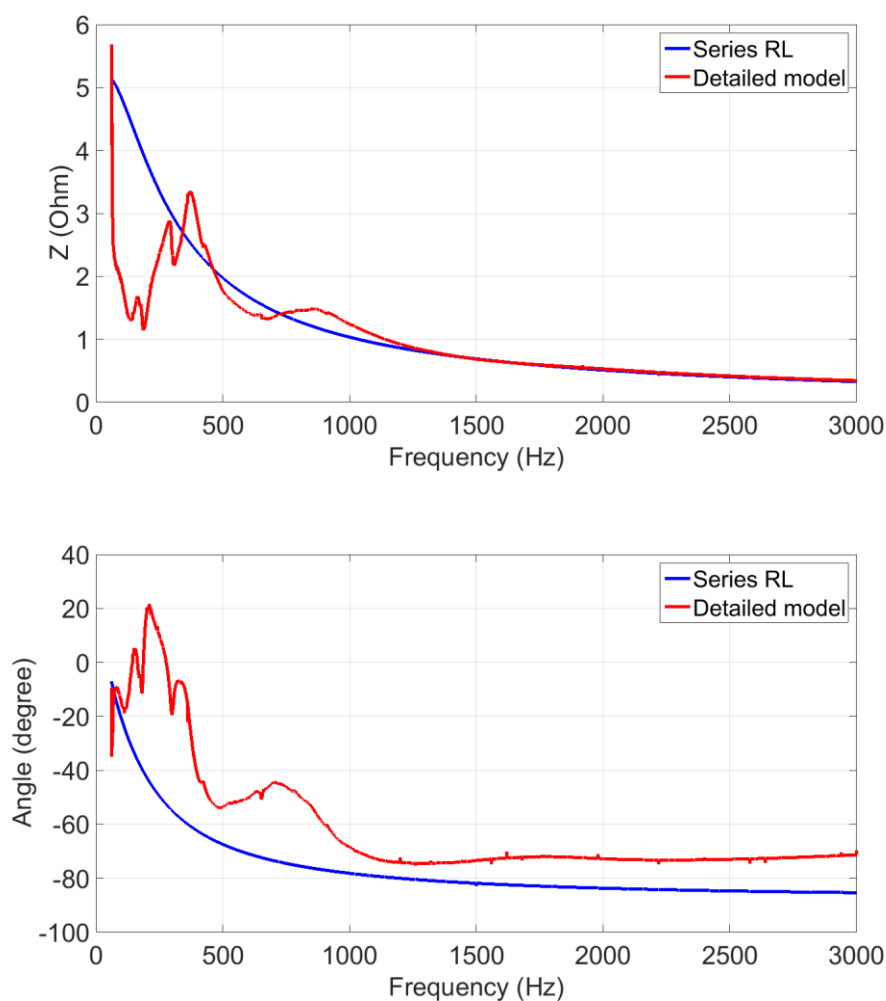 6
5
4
3
2
1
0
Z (Ohm)
Series RL
Detailed model
0 500 1000 1500 2000 2500 3000
Frequency (Hz)
40
20
0
-20
-40
-60
-80
-100
Angle (degree)
Series RL
Detailed model
0 500 1000 1500 2000 2500 3000
Frequency (Hz)